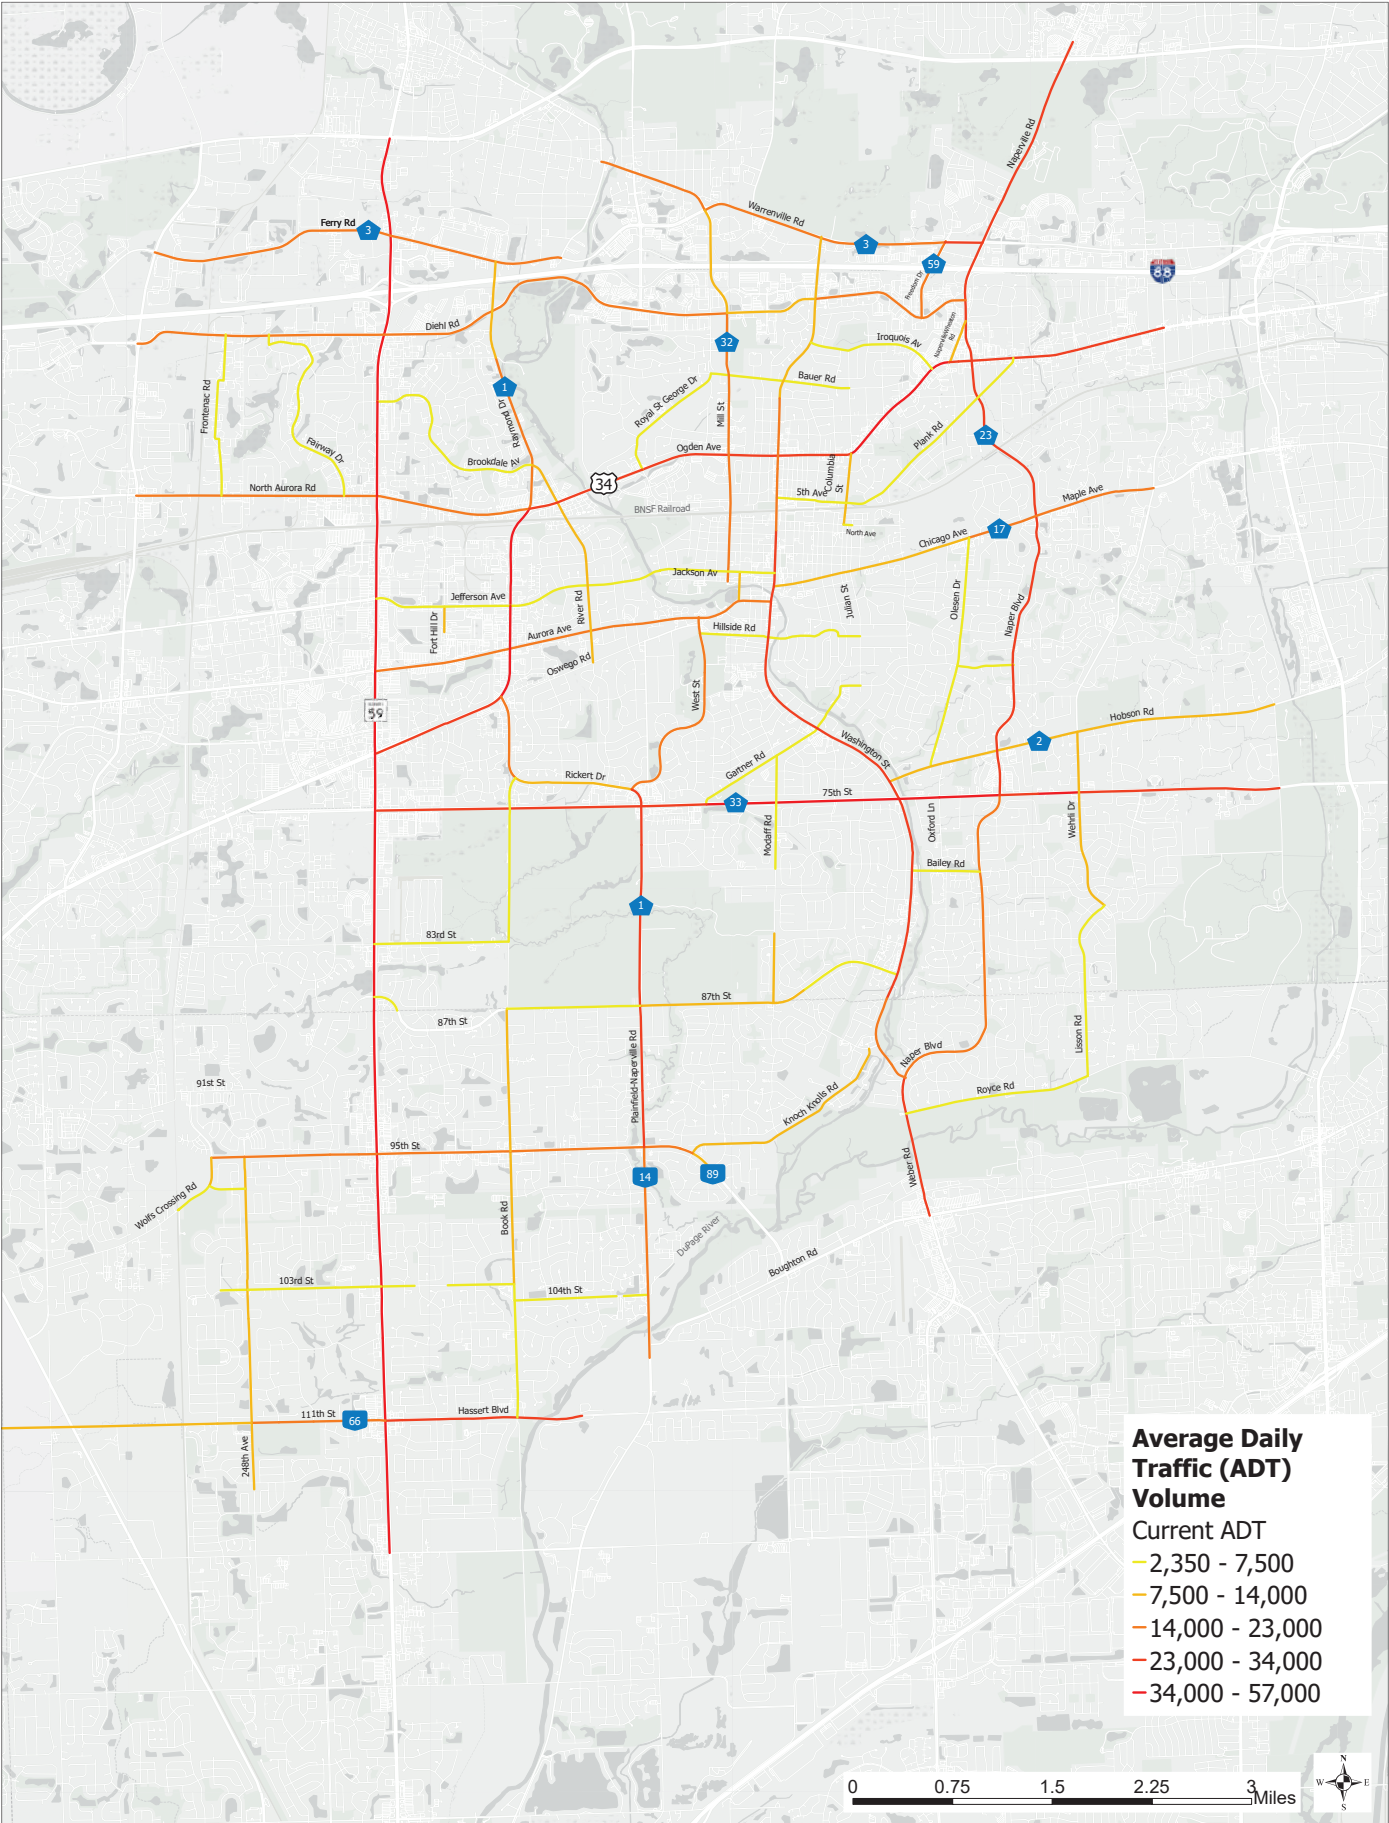 Naperville Rd
Warrenville Rd
Ferry Rd
3
3
59
Freedom Dr
ILLINOIS
88
Diehl Rd
Naperville/Wheaton
Rd
Iroquois Av
32
Bauer Rd
Royal St George Dr
1
Frontenac Rd
Raymond Dr
Mill St
Fairway Dr
Plank Rd
23
Ogden Ave
Brookdale Av
Columbia
St
34
North Aurora Rd
5th Ave
Maple Ave
BNSF Railroad
North Ave
Chicago Ave
17
Jackson Av
Jefferson Ave
River Rd
Julian St
Olesen Dr
Naper Blvd
Fort Hill Dr
Aurora Ave
Hillside Rd
Oswego Rd
West St
59
Hobson Rd
2
Washington St
Gartner Rd
Rickert Dr
75th St
33
Modaff Rd
Oxford Ln
Wehrli Dr
Bailey Rd
1
83rd St
87th St
87th St
Plainfield-Naperville Rd
Naper Blvd
Lisson Rd
91st St
Royce Rd
Knoch Knolls Rd
95th St
Weber Rd
14
89
Wolfs Crossing Rd
Book Rd
DuPage River
Boughton Rd
103rd St
104th St
111th St
66
Hassert Blvd
248th Ave
Average Daily
Traffic (ADT)
Volume
Current ADT
2,350 - 7,500
7,500 - 14,000
14,000 - 23,000
23,000 - 34,000
34,000 - 57,000
0 0.75 1.5 2.25 3
Miles
N
W E
S